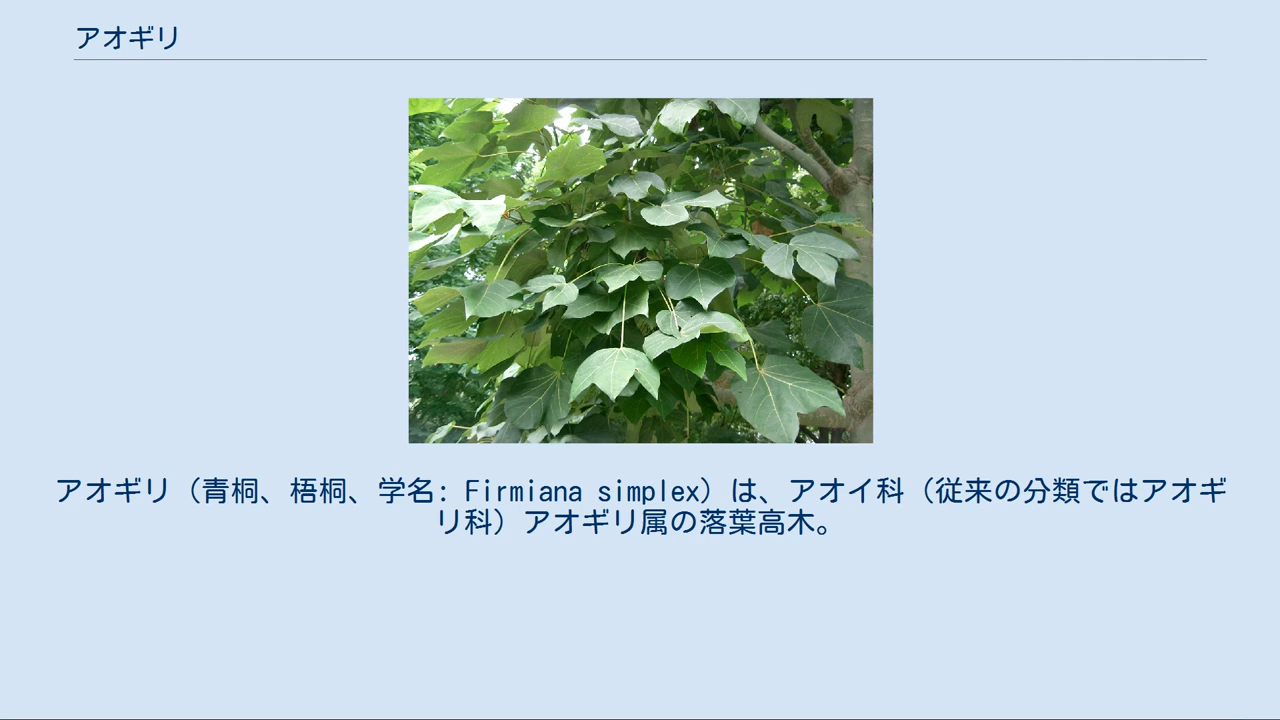 アオギリ
アオギリ（青桐、梧桐、学名: Firmiana simplex）は、アオイ科（従来の分類ではアオギ
リ科）アオギリ属の落葉高木。